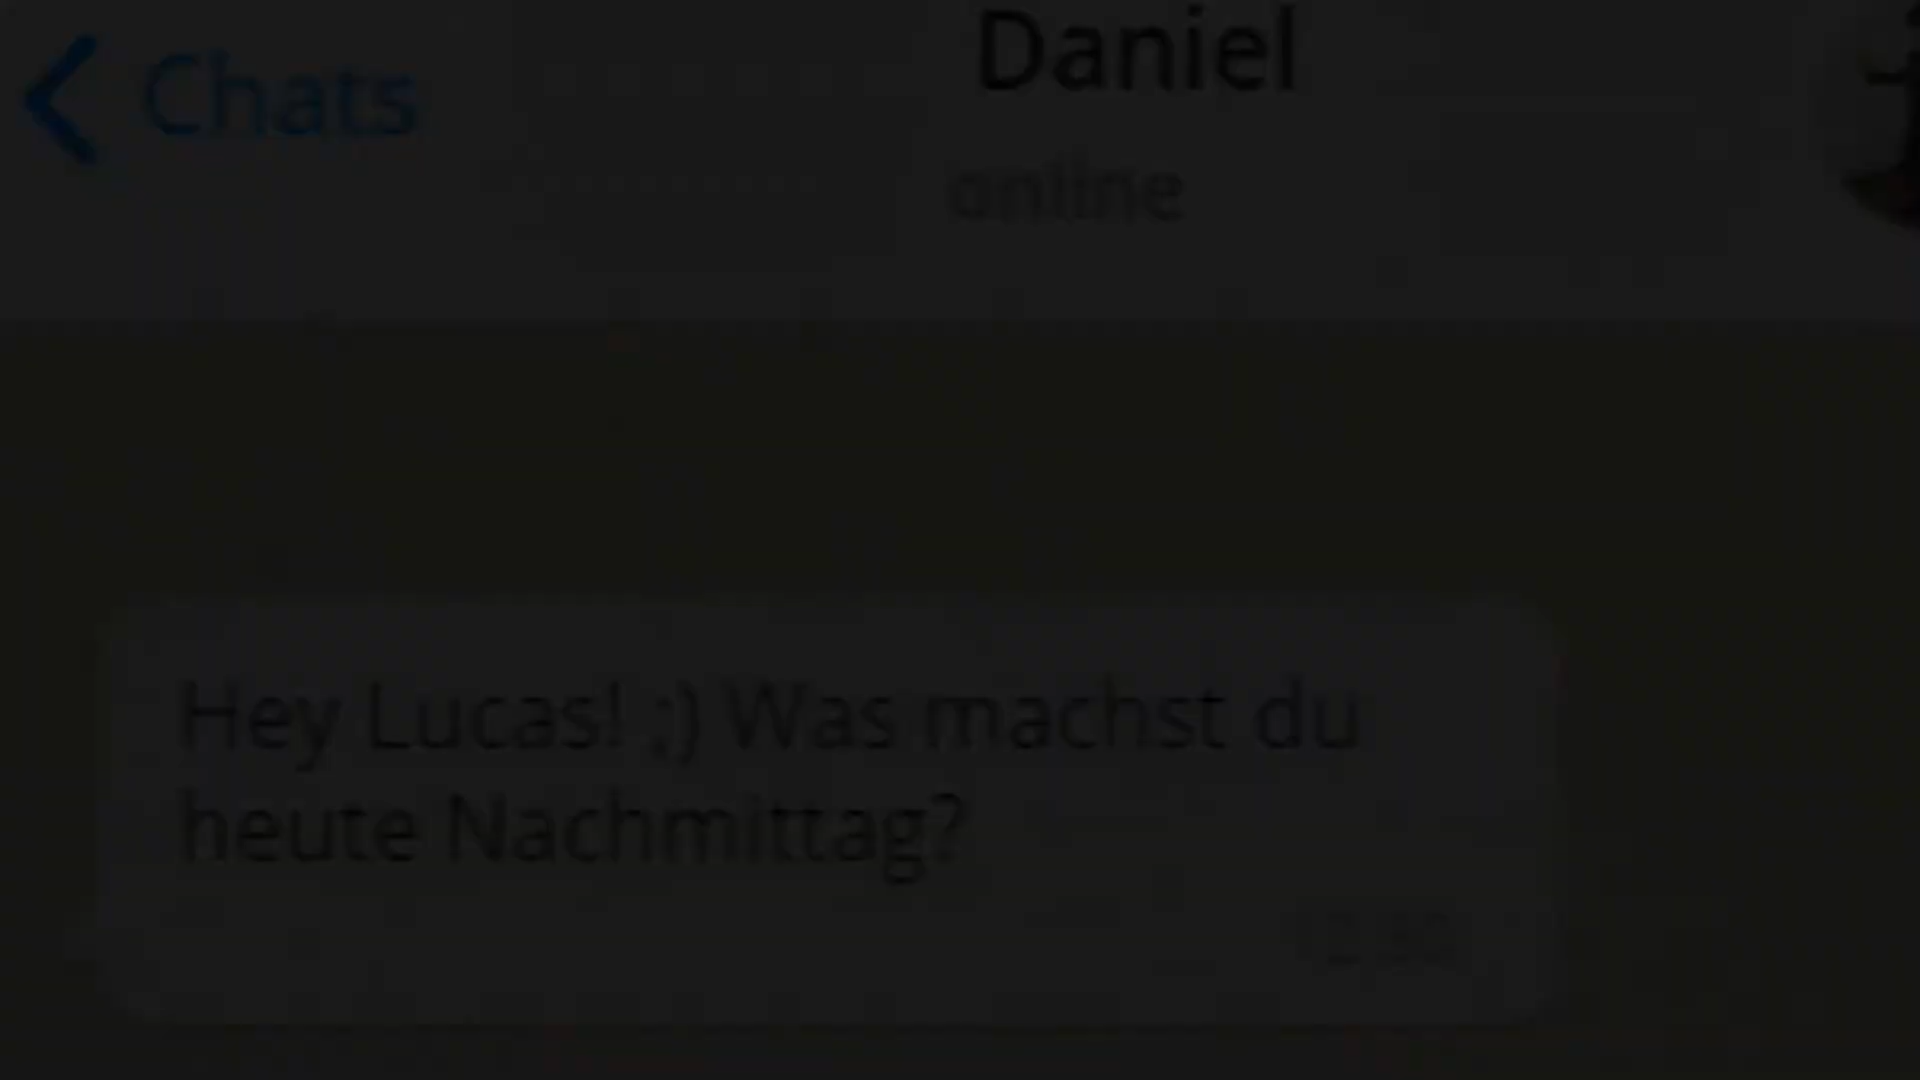 Chats
Daniel
online
Hey Lucas! ;) Was machst du
heute Nachmittag?